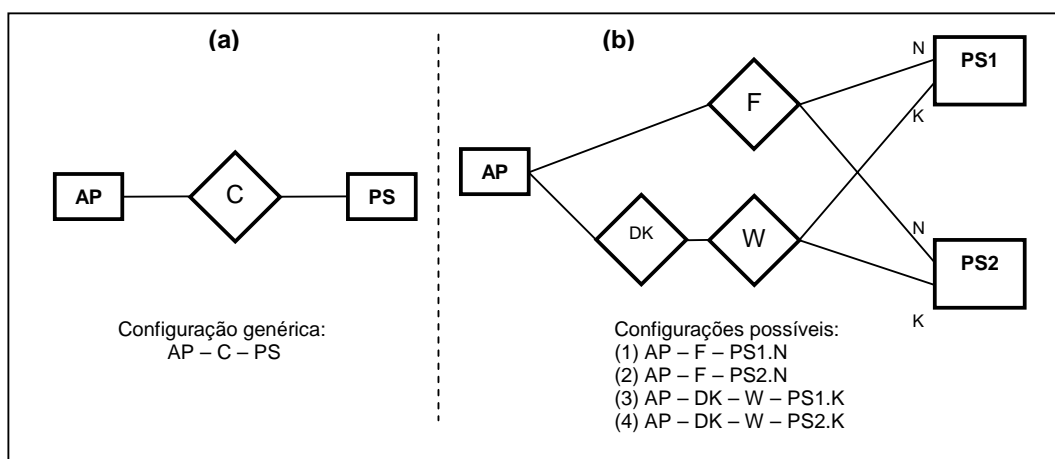 (a)
AP
C
PS
Configuração genérica:
AP – C – PS
(b)
AP
F
DK
W
N
K
PS1
N
K
PS2
Configurações possíveis:
(1) AP – F – PS1.N
(2) AP – F – PS2.N
(3) AP – DK – W – PS1.K
(4) AP – DK – W – PS2.K